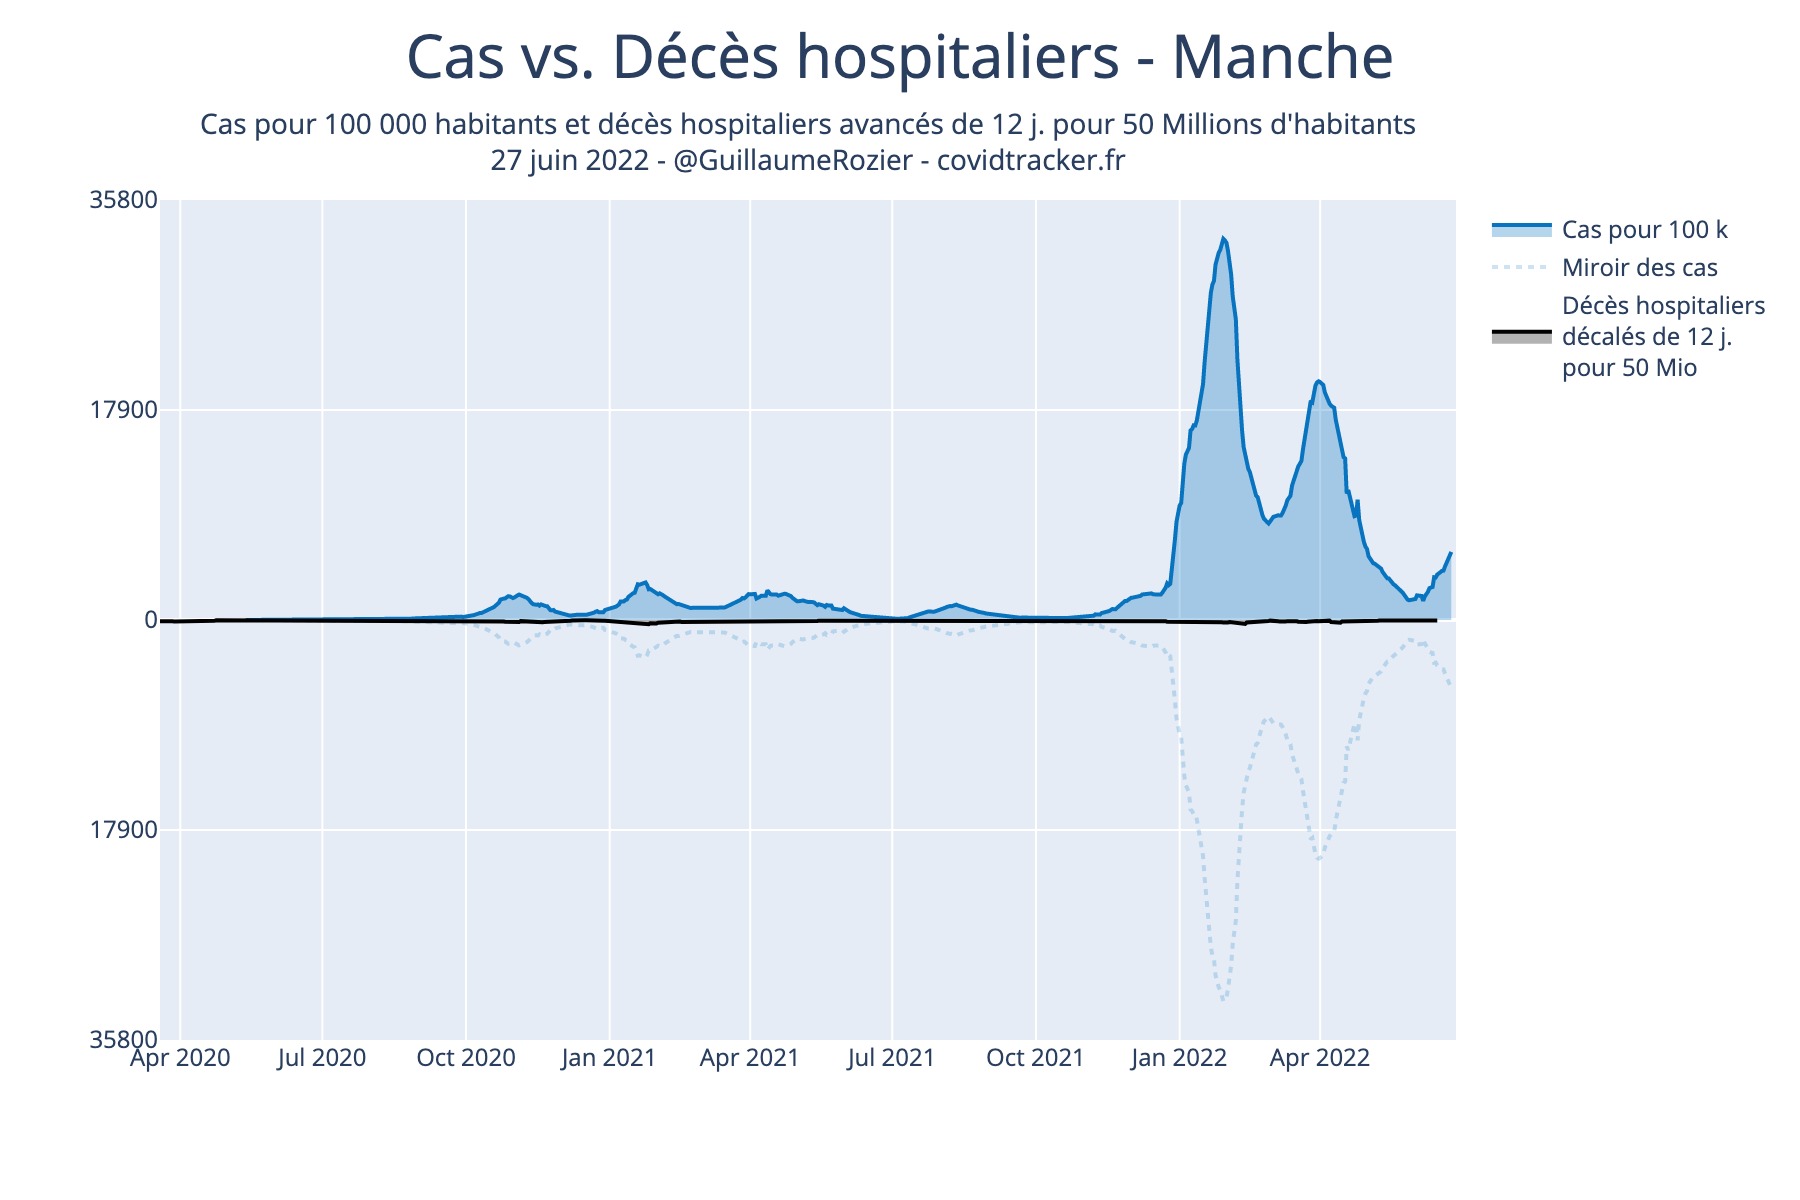 Cas vs. Décès hospitaliers - Manche
Cas pour 100 000 habitants et décès hospitaliers avancés de 12 j. pour 50 Millions d'habitants
27 juin 2022 - @GuillaumeRozier - covidtracker.fr
35800
17900
0
17900
35800
Apr 2020
Jul 2020
Oct 2020
Jan 2021
Apr 2021
Jul 2021
Oct 2021
Jan 2022
Apr 2022
Cas pour 100 k
Miroir des cas
Décès hospitaliers
décalés de 12 j.
pour 50 Mio